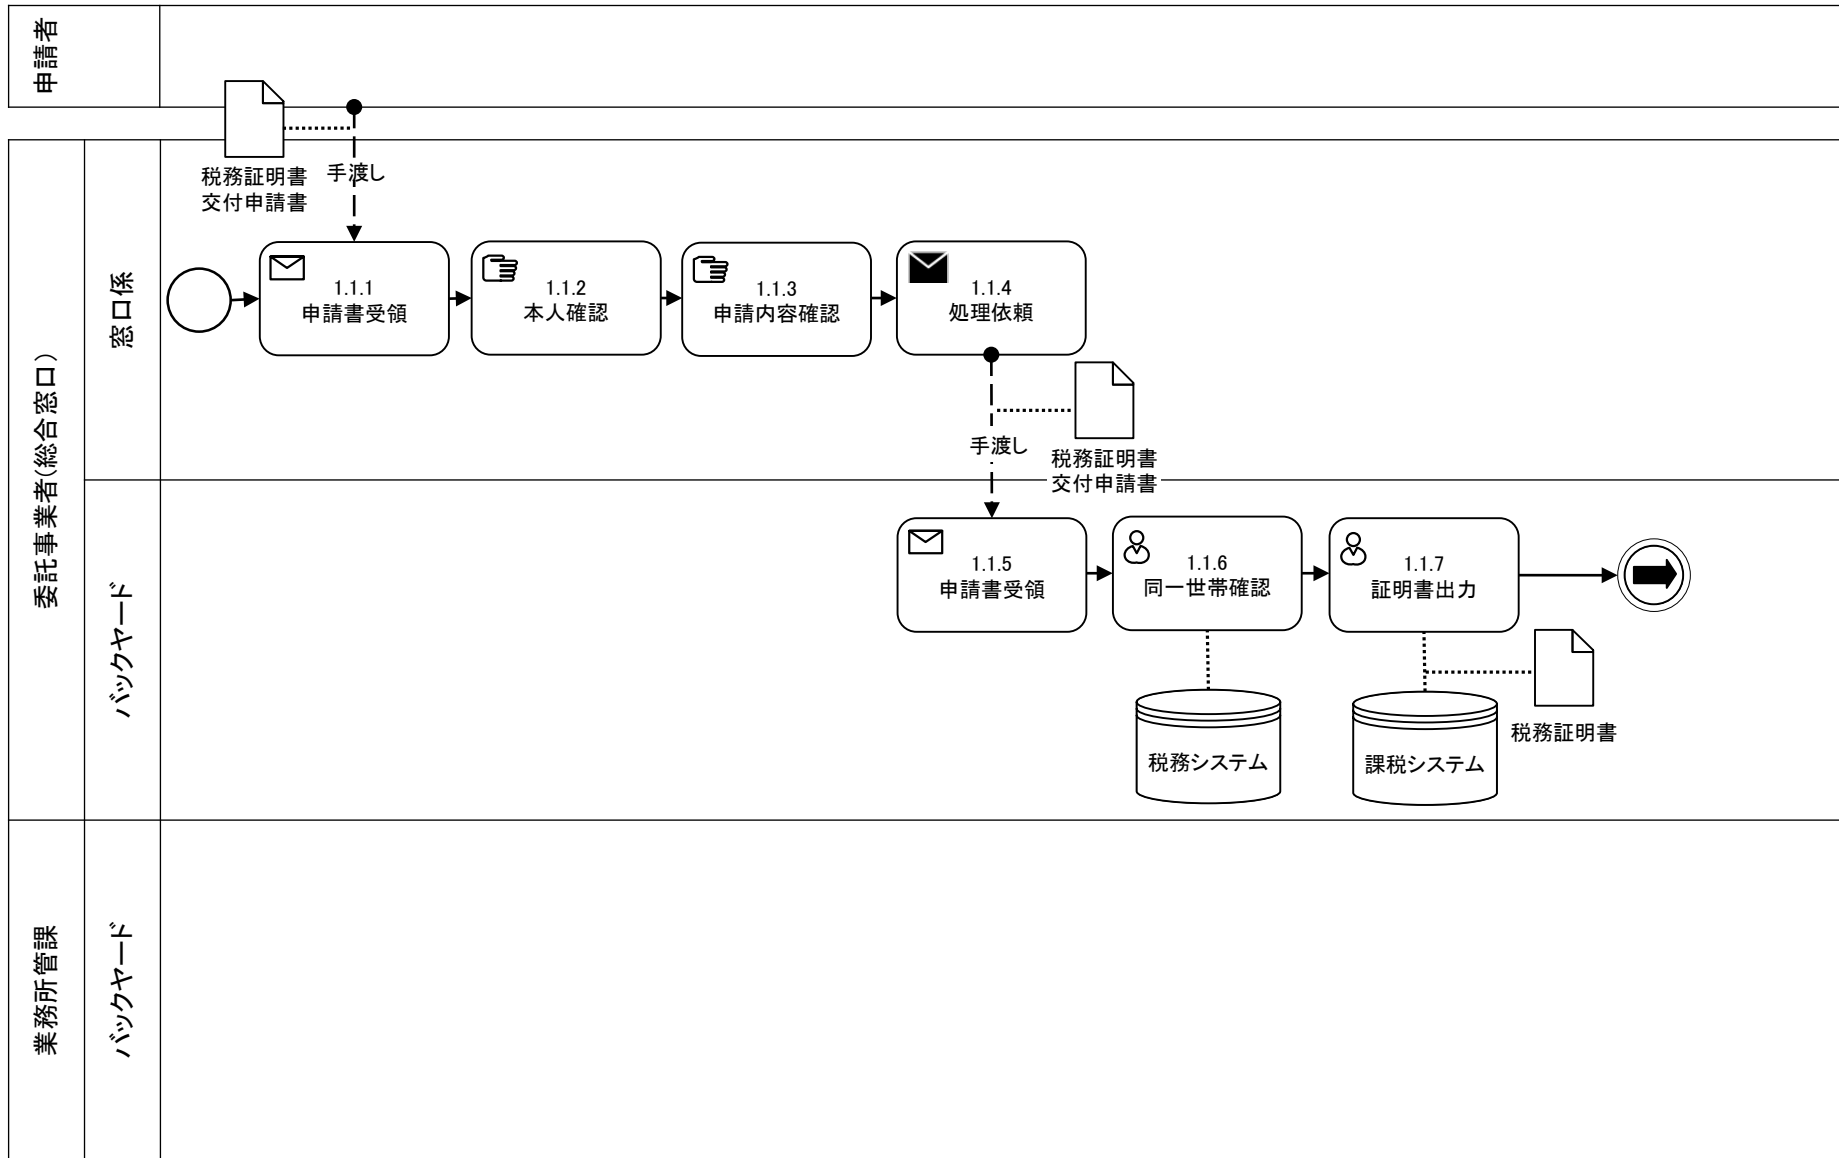 申請者
税務証明書
交付申請書
手渡し
委託事業者(総合窓口)
窓口係
1.1.1
申請書受領
1.1.2
本人確認
1.1.3
申請内容確認
1.1.4
処理依頼
手渡し
税務証明書
交付申請書
バックヤード
1.1.5
申請書受領
1.1.6
同一世帯確認
1.1.7
証明書出力
税務システム
課税システム
税務証明書
業務所管課
バックヤード